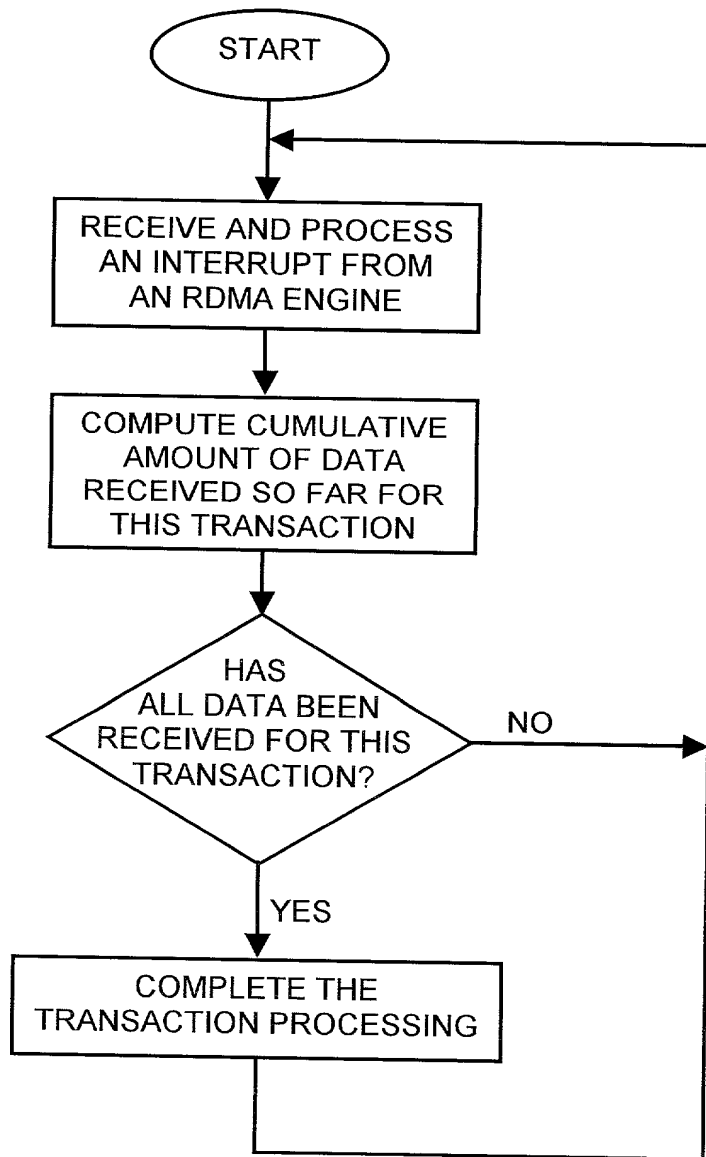 START
RECEIVE AND PROCESS
AN INTERRUPT FROM
AN RDMA ENGINE
COMPUTE CUMULATIVE
AMOUNT OF DATA
RECEIVED SO FAR FOR
THIS TRANSACTION
HAS
ALL DATA BEEN
RECEIVED FOR THIS
TRANSACTION?
NO
YES
COMPLETE THE
TRANSACTION PROCESSING